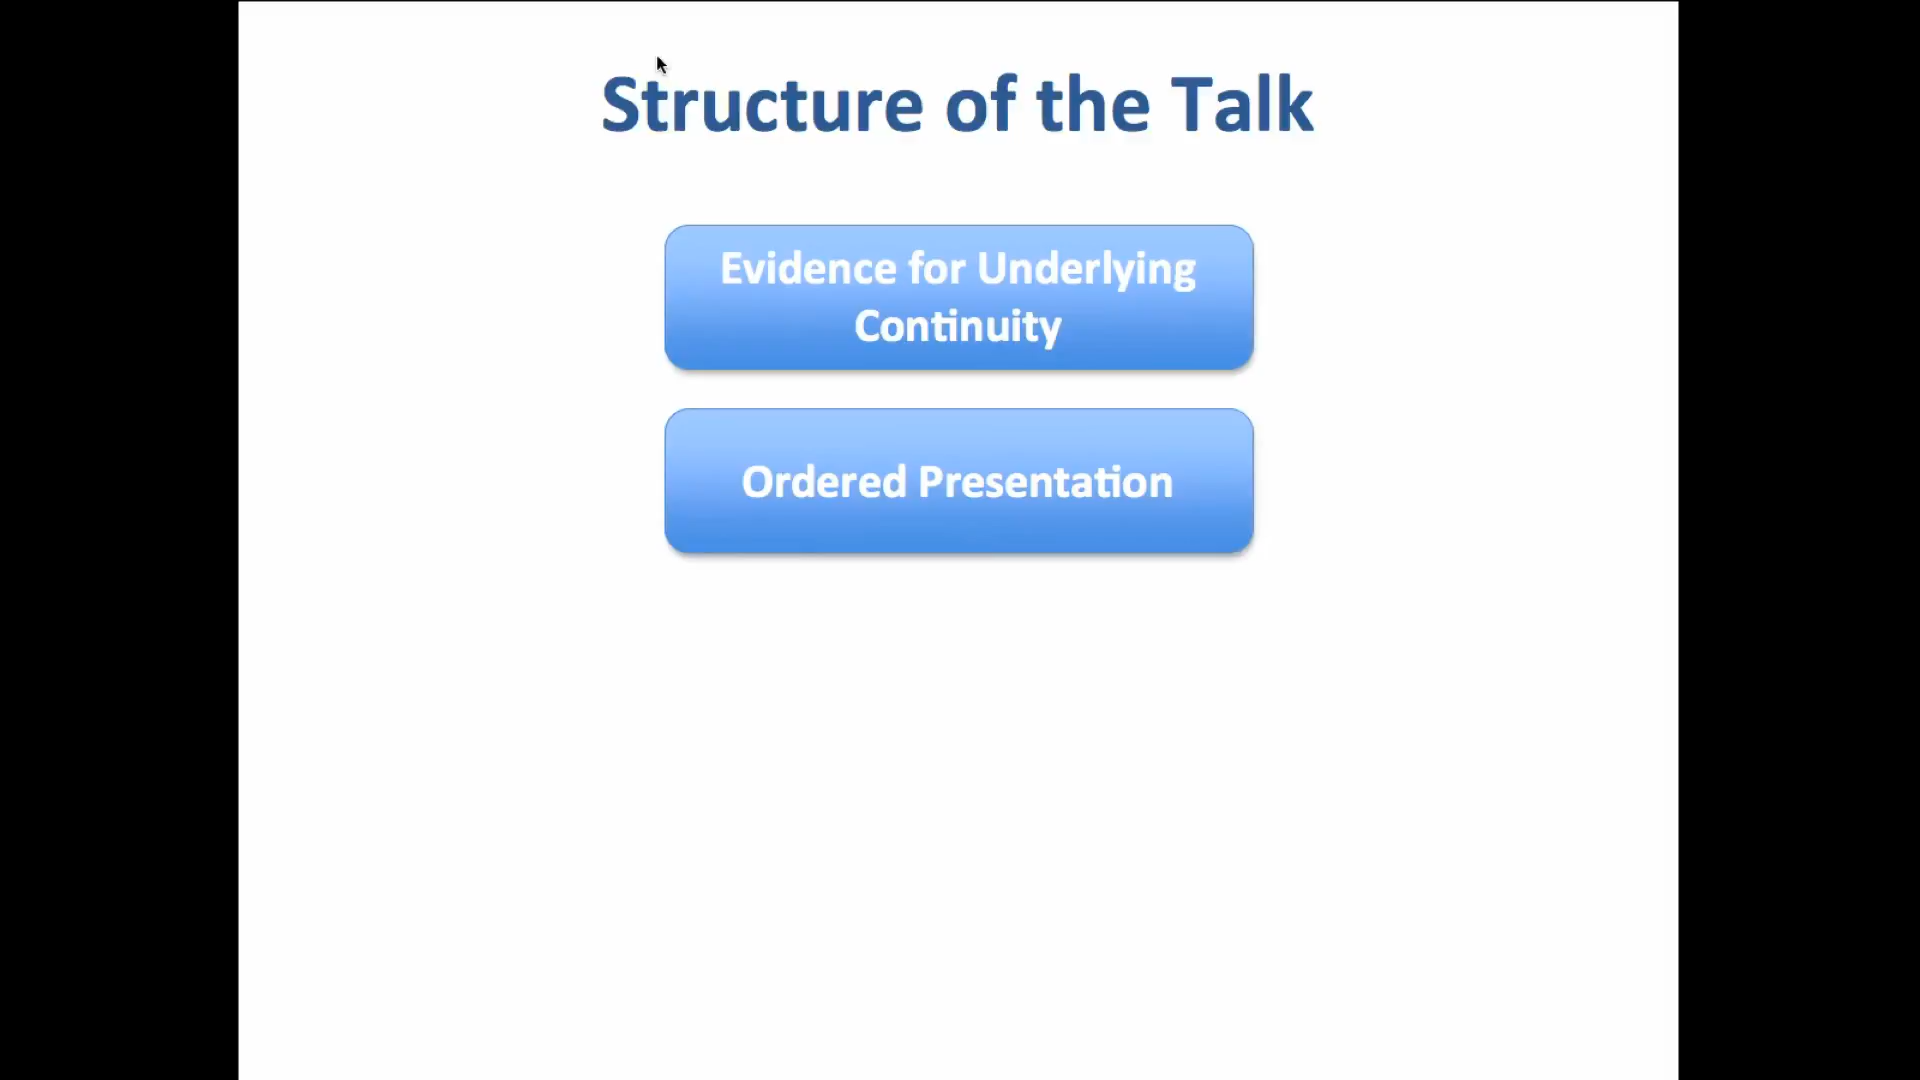 Structure of the Talk
Evidence for Underlying
Continuity
Ordered Presentation